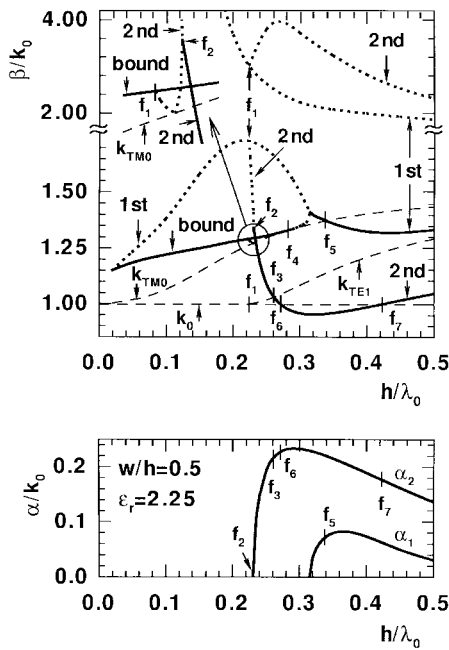 β/k₀
4.00
2.00
1.50
1.25
1.00
2nd
f₂
bound
f₁
k_TM0
2nd
2nd
f₁
2nd
1st
1st
bound
f₂
f₄
f₅
k_TM0
f₃
k_TE1
2nd
f₁
k₀
f₆
f₇
0.0 0.1 0.2 0.3 0.4 0.5
h/λ₀
α/k₀
0.2
0.1
0.0
w/h=0.5
εᵣ=2.25
f₆
f₃
α₂
f₇
f₅
α₁
f₂
0.0 0.1 0.2 0.3 0.4 0.5
h/λ₀